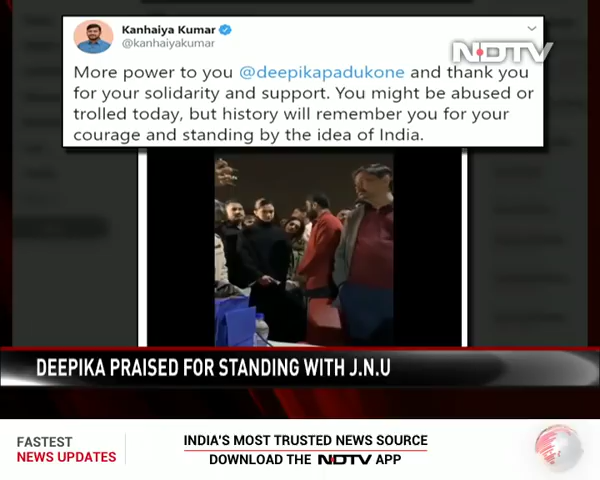 Kanhaiya Kumar
@kanhaiyakumar
NDTV
More power to you @deepikapadukone and thank you
for your solidarity and support. You might be abused or
trolled today, but history will remember you for your
courage and standing by the idea of India.
DEEPIKA PRAISED FOR STANDING WITH J.N.U
FASTEST
NEWS UPDATES
INDIA'S MOST TRUSTED NEWS SOURCE
DOWNLOAD THE NDTV APP